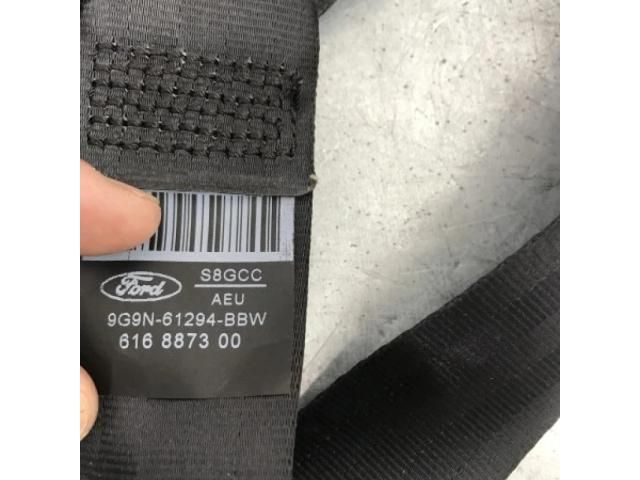 Ford
S8GCC
AEU
9G9N-61294-BBW
616 8873 00